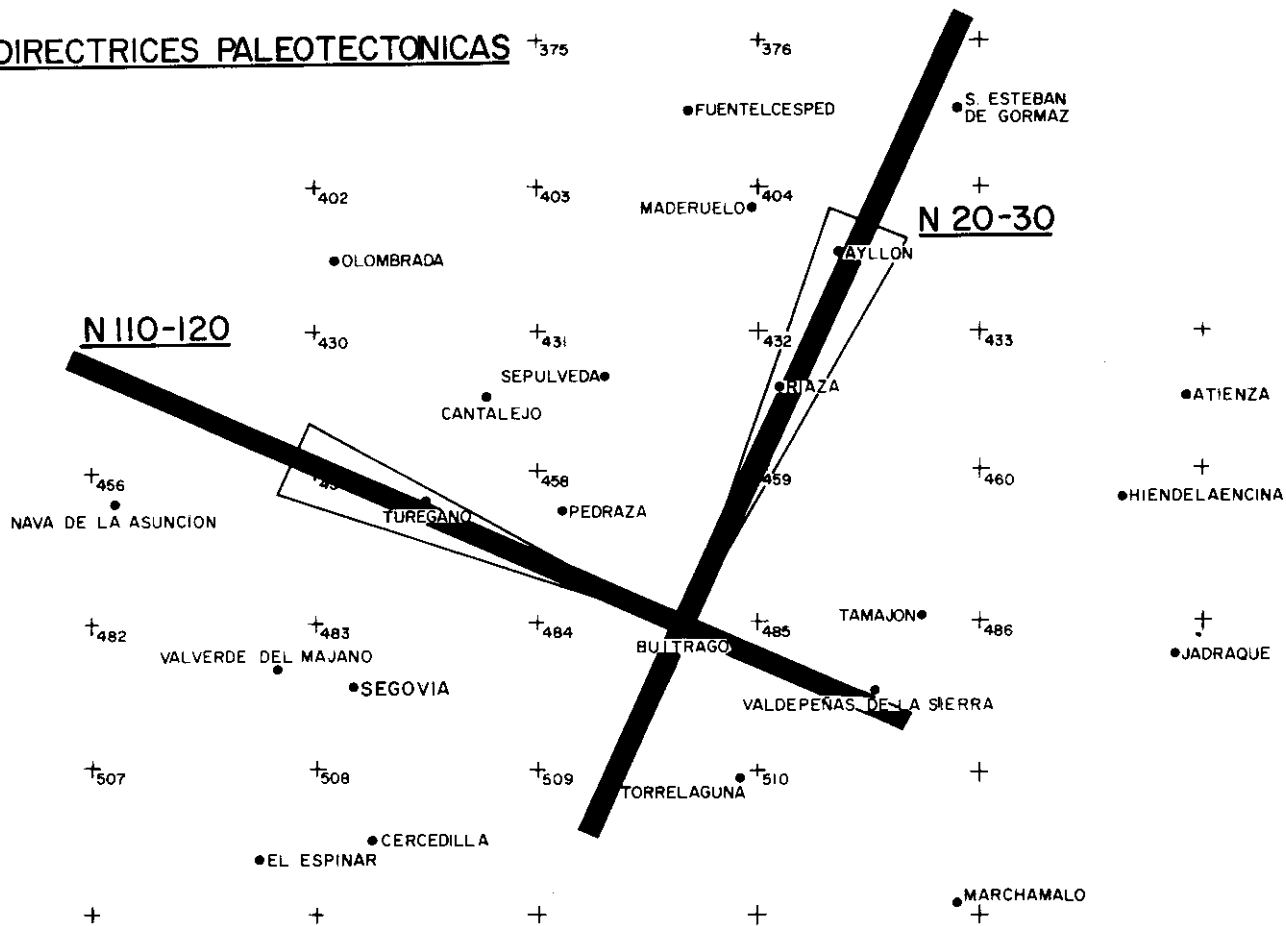 DIRECTRICES PALEOTECTONICAS
375
376
FUENTELCESPED
S. ESTEBAN
DE GORMAZ
402
403
404
MADERUELO
N 20-30
OLOMBRADA
AYLLON
N 110-120
430
431
432
433
SEPULVEDA
RIAZA
CANTALEJO
ATIENZA
456
458
459
460
NAVA DE LA ASUNCION
TUREGANO
PEDRAZA
HIENDELAENCINA
482
483
484
485
TAMAJON
486
BUITRAGO
VALVERDE DEL MAJANO
JADRAQUE
SEGOVIA
VALDEPEÑAS DE LA SIERRA
507
508
509
510
TORRELAGUNA
CERCEDILLA
EL ESPINAR
MARCHAMALO